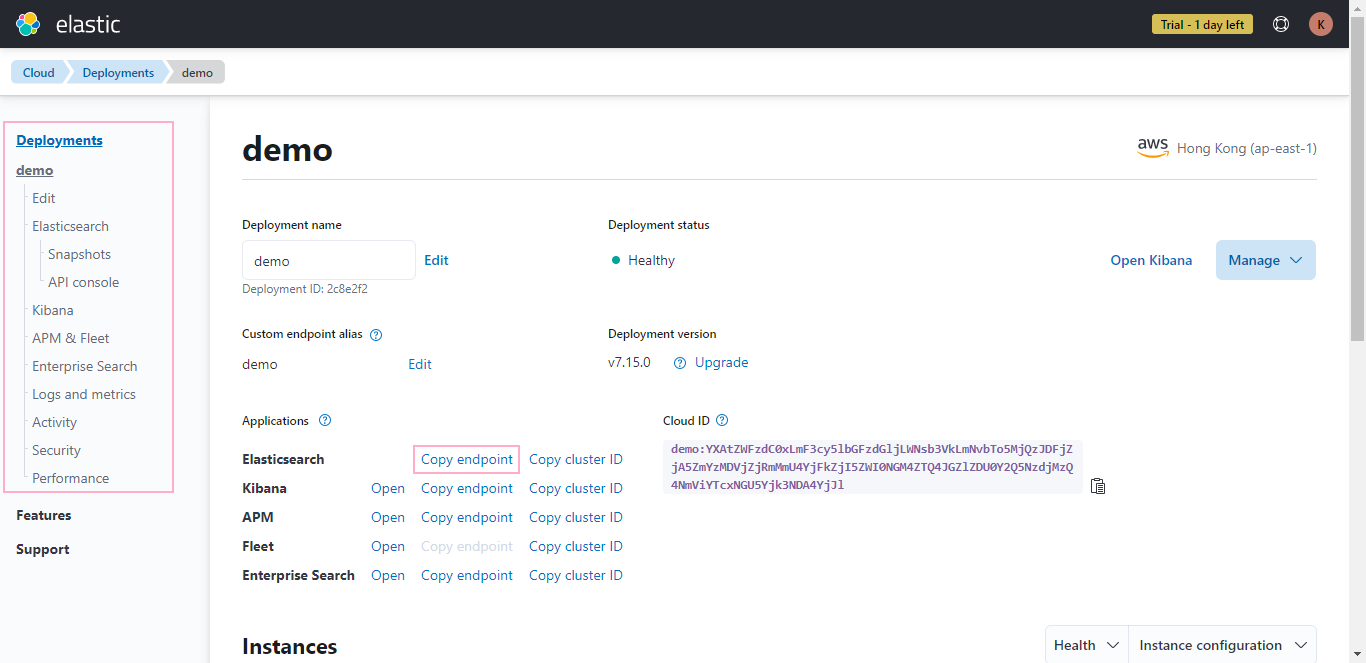 elastic
Trial - 1 day left
K
Cloud
Deployments
demo
Deployments
demo
Edit
Elasticsearch
Snapshots
API console
Kibana
APM & Fleet
Enterprise Search
Logs and metrics
Activity
Security
Performance
Features
Support
demo
aws
Hong Kong (ap-east-1)
Deployment name
demo
Edit
Deployment ID: 2c8e2f2
Deployment status
Healthy
Open Kibana
Manage
Custom endpoint alias
demo
Edit
Deployment version
v7.15.0
Upgrade
Applications
Elasticsearch Copy endpoint Copy cluster ID
Kibana Open Copy endpoint Copy cluster ID
APM Open Copy endpoint Copy cluster ID
Fleet Open Copy endpoint Copy cluster ID
Enterprise Search Open Copy endpoint Copy cluster ID
Cloud ID
demo:YXAtZWFzdC0xLmF3cy5lbGFzdGljLWNsb3VkLmNvbTo5MjQzJDFjZ
jA5ZmYzMDVjZjRmMmU4YjFkZjI5ZWI0NGM4ZTQ4JGZlZDU0Y2Q5NzdjMzQ
4NmViYTcxNGU5Yjk3NDA4YjJl
Instances
Health
Instance configuration